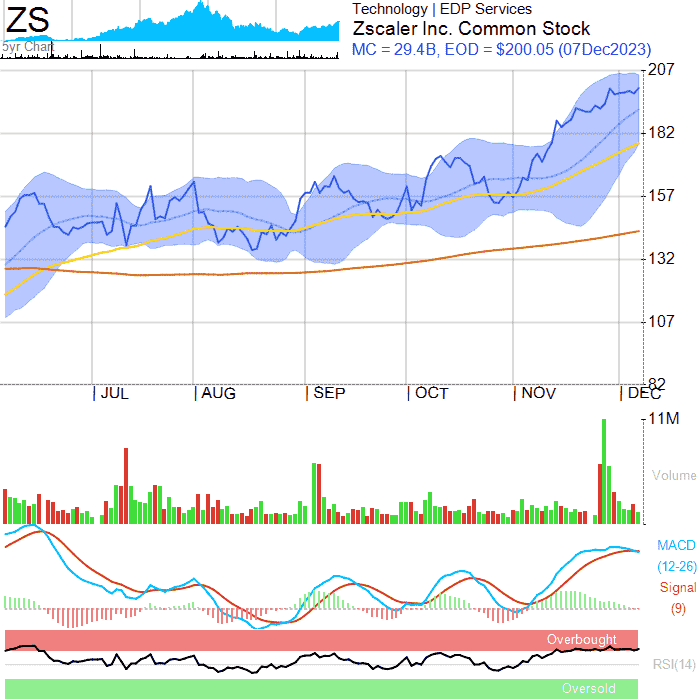 ZS
5yr Chart
Technology | EDP Services
Zscaler Inc. Common Stock
MC = 29.4B, EOD = $200.05 (07Dec2023)
207
182
157
132
107
82
JUL
AUG
SEP
OCT
NOV
DEC
11M
Volume
MACD
(12-26)
Signal
(9)
Overbought
RSI(14)
Oversold